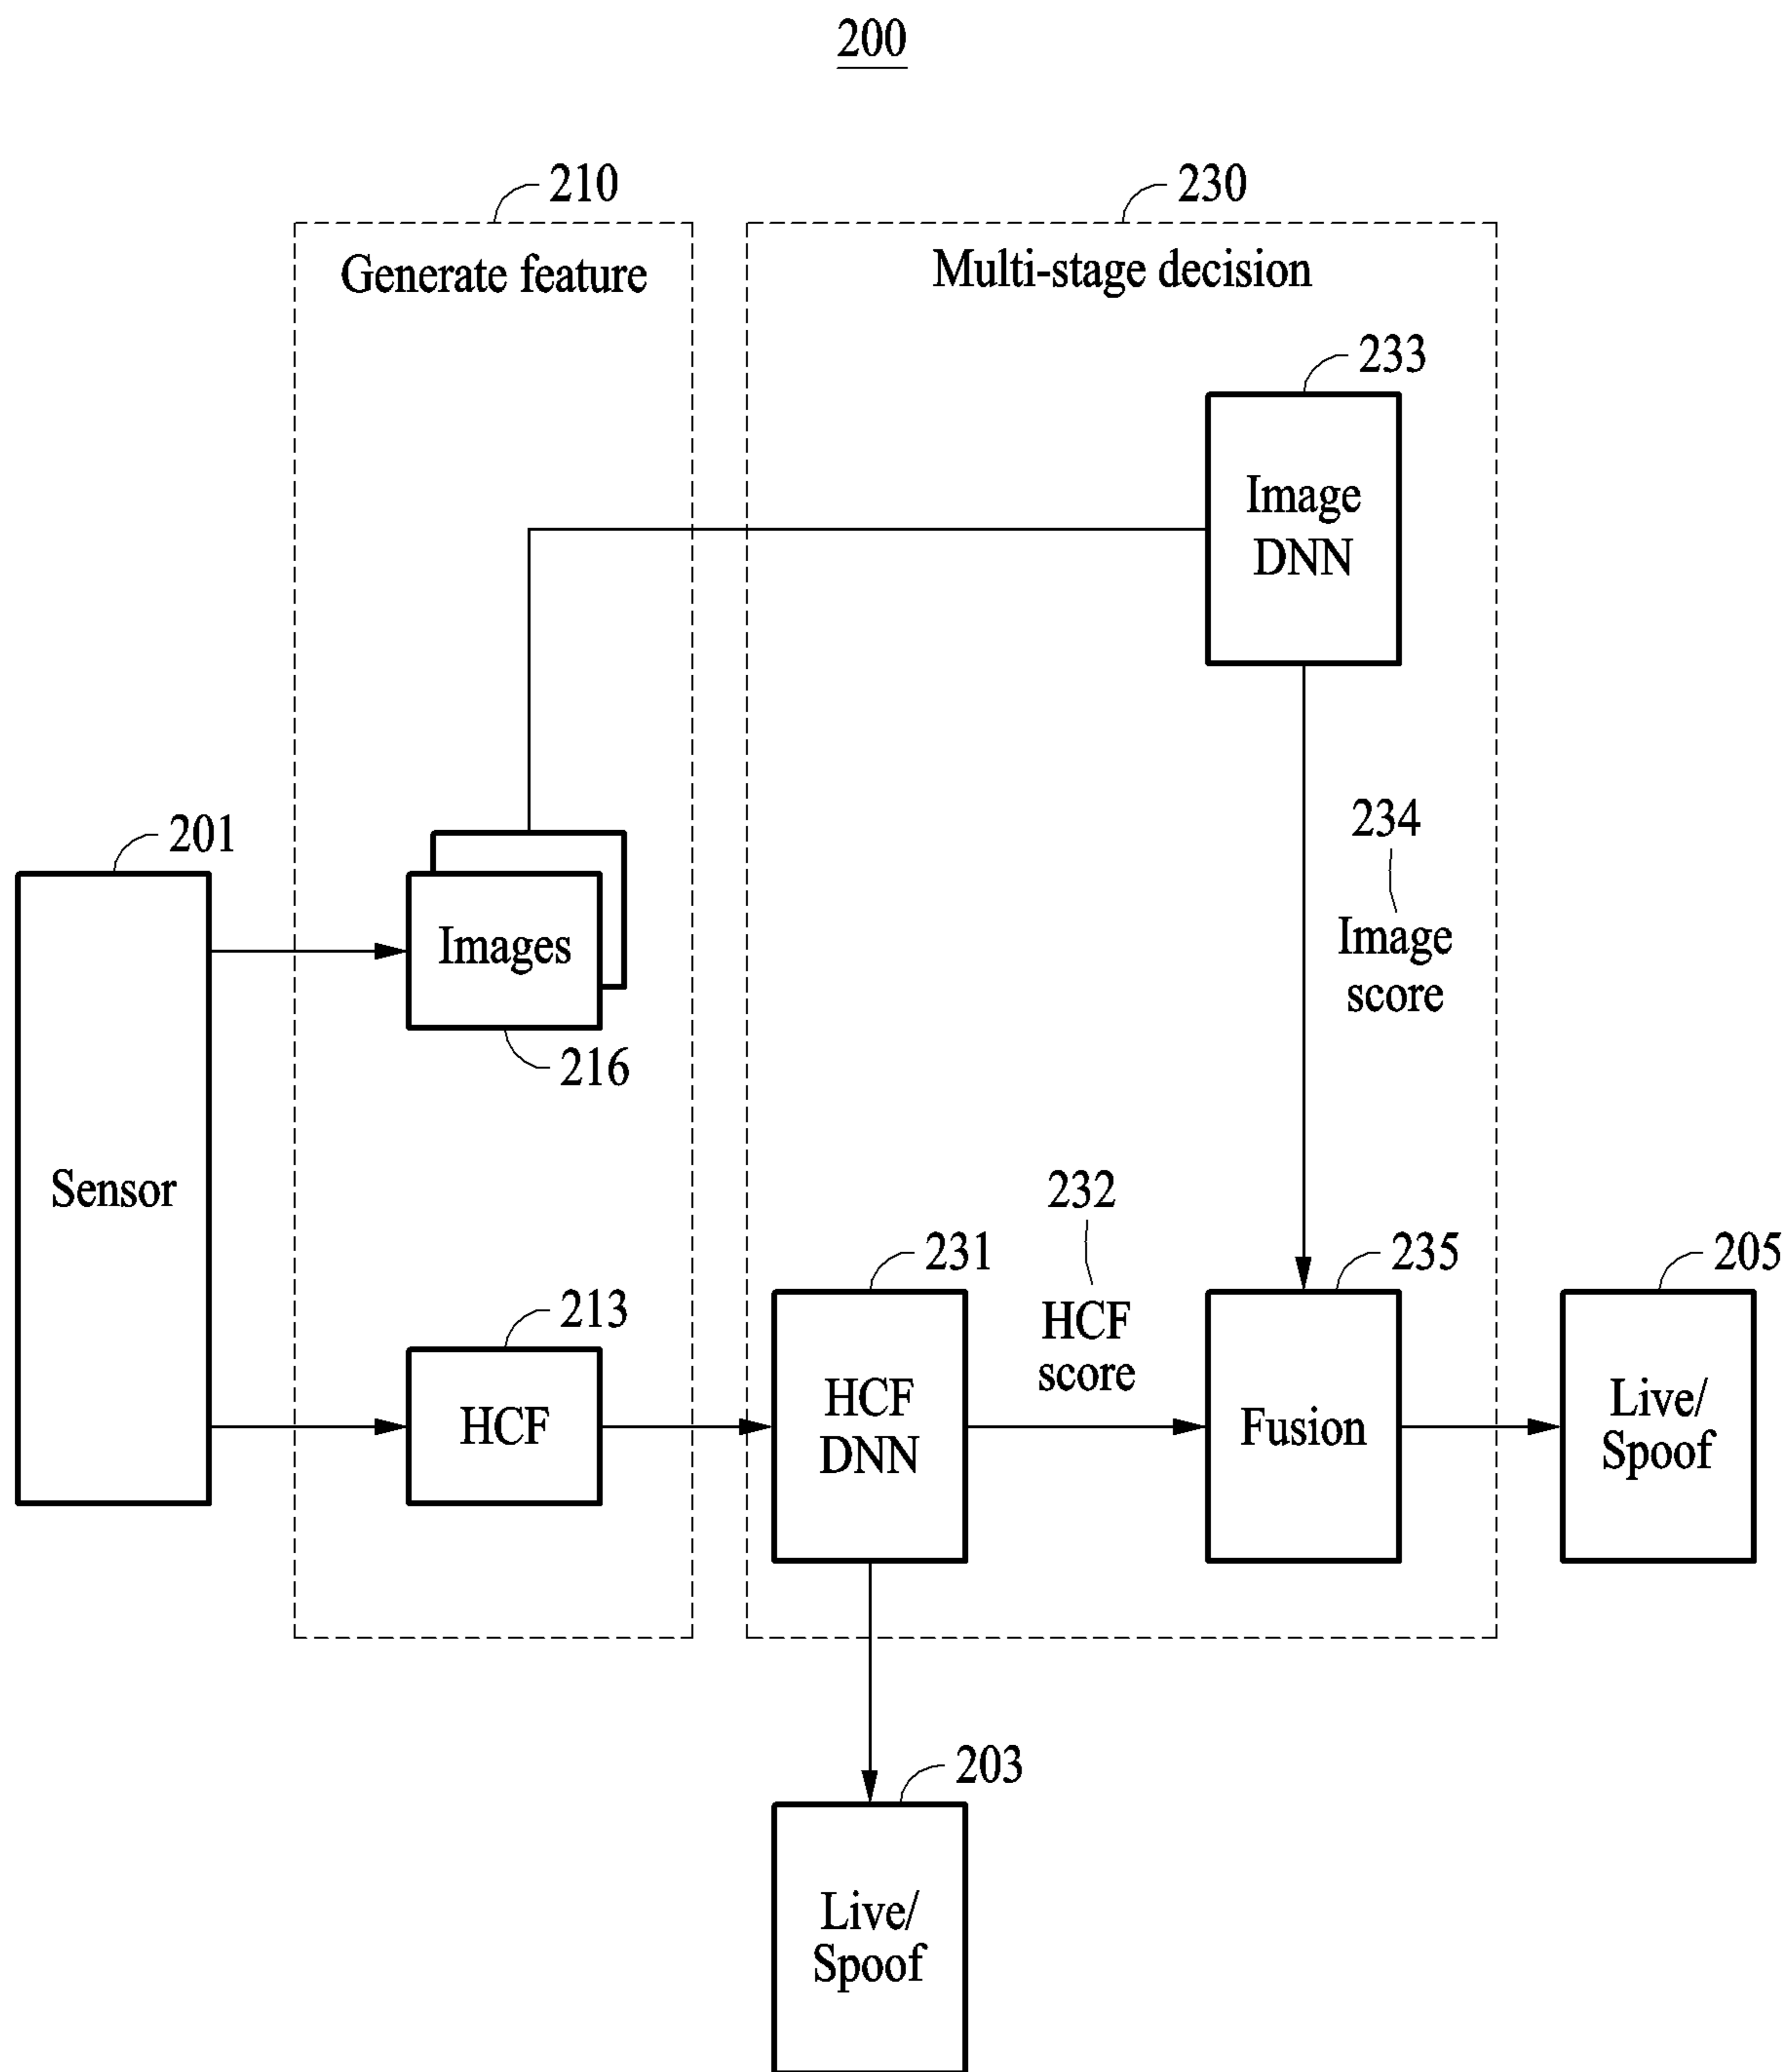 200
210
230
Generate feature
Multi-stage decision
233
Image
DNN
201
234
Images
Image
score
216
Sensor
232
231
235
205
213
HCF
score
HCF
HCF
DNN
Fusion
Live/
Spoof
203
Live/
Spoof